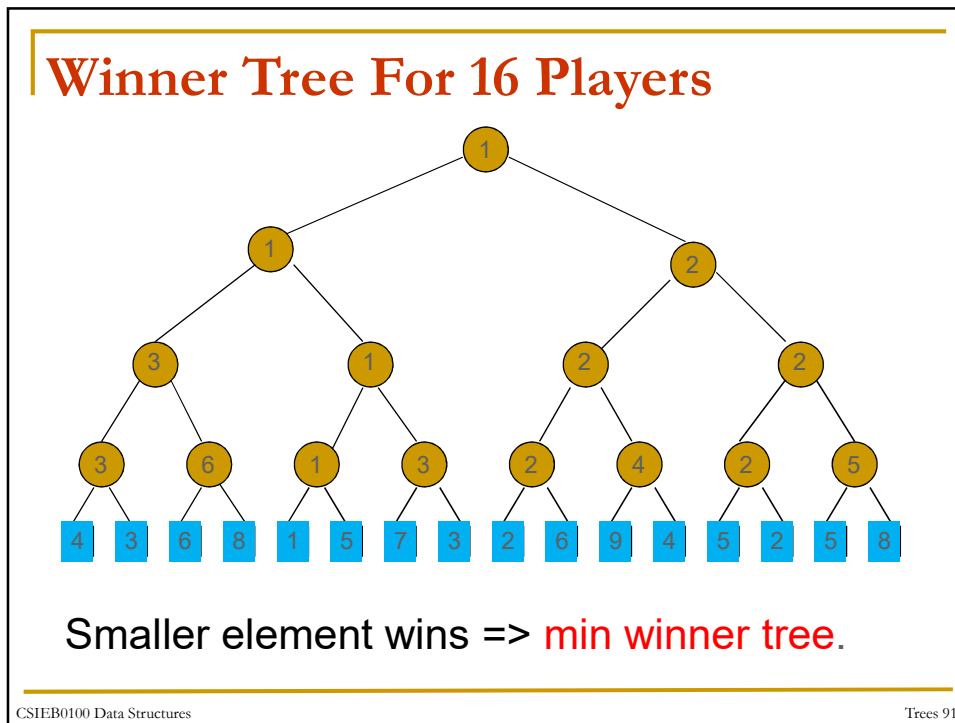 Winner Tree For 16 Players
1
1 2
3 1 2 2
3 6 1 3 2 4 2 5
4 3 6 8 1 5 7 3 2 6 9 4 5 2 5 8
Smaller element wins => min winner tree.
CSIEB0100 Data Structures Trees 91